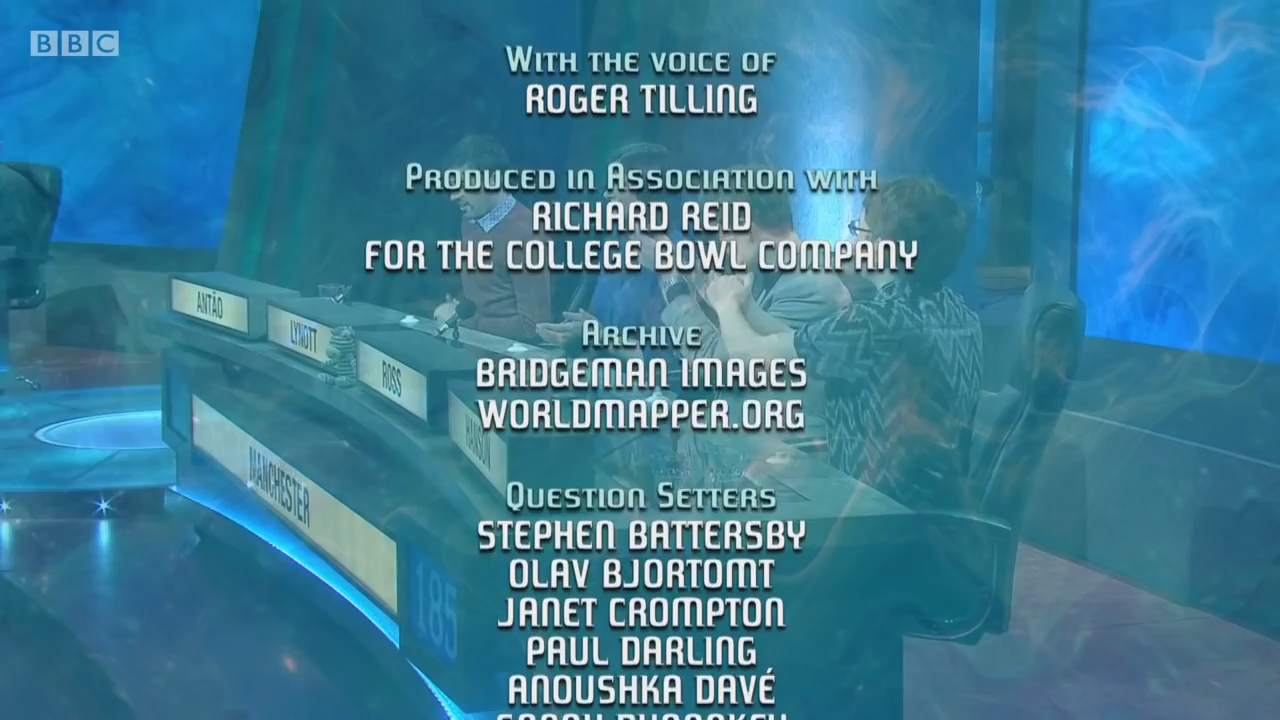 BBC
WITH THE VOICE OF
ROGER TILLING
PRODUCED IN ASSOCIATION WITH
RICHARD REID
FOR THE COLLEGE BOWL COMPANY
ARCHIVE
BRIDGEMAN IMAGES
WORLDMAPPER.ORG
QUESTION SETTERS
STEPHEN BATTERSBY
OLAV BJORTOMT
JANET CROMPTON
PAUL DARLING
ANOUSHKA DAVÉ
ANTÃO
LYNOTT
ROSS
MANCHESTER
185